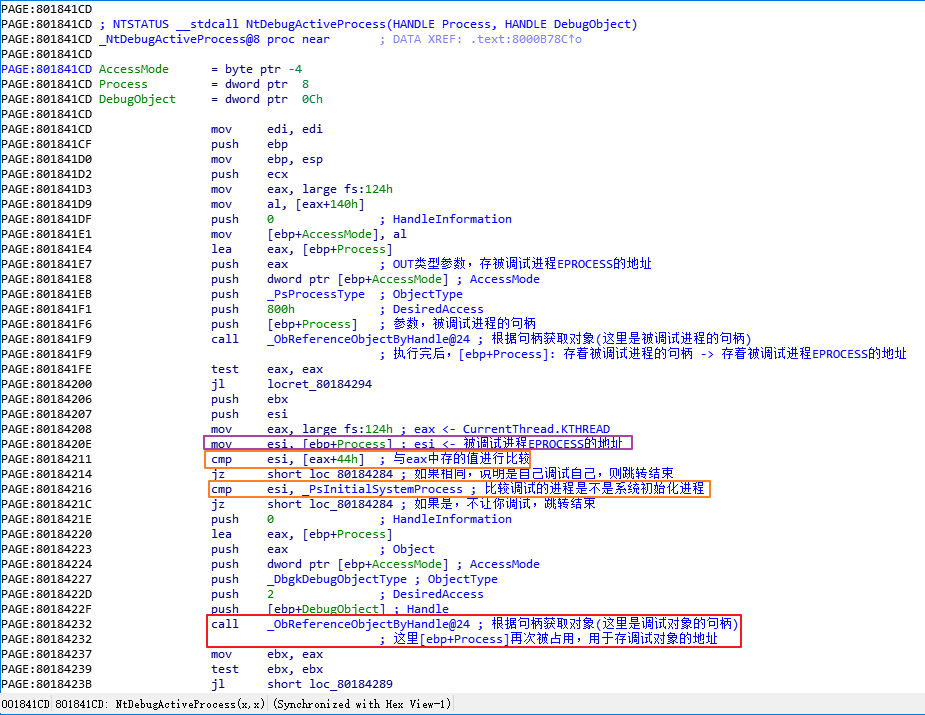 PAGE:801841CD
PAGE:801841CD ; NTSTATUS __stdcall NtDebugActiveProcess(HANDLE Process, HANDLE DebugObject)
PAGE:801841CD _NtDebugActiveProcess@8 proc near ; DATA XREF: .text:8000B78C↑o
PAGE:801841CD
PAGE:801841CD AccessMode = byte ptr -4
PAGE:801841CD Process = dword ptr 8
PAGE:801841CD DebugObject = dword ptr 0Ch
PAGE:801841CD
PAGE:801841CD mov edi, edi
PAGE:801841CF push ebp
PAGE:801841D0 mov ebp, esp
PAGE:801841D2 push ecx
PAGE:801841D3 mov eax, large fs:124h
PAGE:801841D9 mov al, [eax+140h]
PAGE:801841DF push 0 ; HandleInformation
PAGE:801841E1 mov [ebp+AccessMode], al
PAGE:801841E4 lea eax, [ebp+Process]
PAGE:801841E7 push eax ; OUT类型参数，存被调试进程EPROCESS的地址
PAGE:801841E8 push dword ptr [ebp+AccessMode] ; AccessMode
PAGE:801841EB push _PsProcessType ; ObjectType
PAGE:801841F1 push 800h ; DesiredAccess
PAGE:801841F6 push [ebp+Process] ; 参数，被调试进程的句柄
PAGE:801841F9 call _ObReferenceObjectByHandle@24 ; 根据句柄获取对象(这里是被调试进程的句柄)
PAGE:801841F9 ; 执行完后，[ebp+Process]: 存着被调试进程的句柄 -> 存着被调试进程EPROCESS的地址
PAGE:801841FE test eax, eax
PAGE:80184200 jl locret_80184294
PAGE:80184206 push ebx
PAGE:80184207 push esi
PAGE:80184208 mov eax, large fs:124h ; eax <- CurrentThread.KTHREAD
PAGE:8018420E mov esi, [ebp+Process] ; esi <- 被调试进程EPROCESS的地址
PAGE:80184211 cmp esi, [eax+44h] ; 与eax中存的值进行比较
PAGE:80184214 jz short loc_80184284 ; 如果相同，说明是自己调试自己，则跳转结束
PAGE:80184216 cmp esi, _PsInitialSystemProcess ; 比较调试的进程是不是系统初始化进程
PAGE:8018421C jz short loc_80184284 ; 如果是，不让你调试，跳转结束
PAGE:8018421E push 0 ; HandleInformation
PAGE:80184220 lea eax, [ebp+Process]
PAGE:80184223 push eax ; Object
PAGE:80184224 push dword ptr [ebp+AccessMode] ; AccessMode
PAGE:80184227 push _DbgkDebugObjectType ; ObjectType
PAGE:8018422D push 2 ; DesiredAccess
PAGE:8018422F push [ebp+DebugObject] ; Handle
PAGE:80184232 call _ObReferenceObjectByHandle@24 ; 根据句柄获取对象(这里是调试对象的句柄)
PAGE:80184232 ; 这里[ebp+Process]再次被占用，用于存调试对象的地址
PAGE:80184237 mov ebx, eax
PAGE:80184239 test ebx, ebx
PAGE:8018423B jl short loc_80184289
001841CD 801841CD: NtDebugActiveProcess(x,x) (Synchronized with Hex View-1)